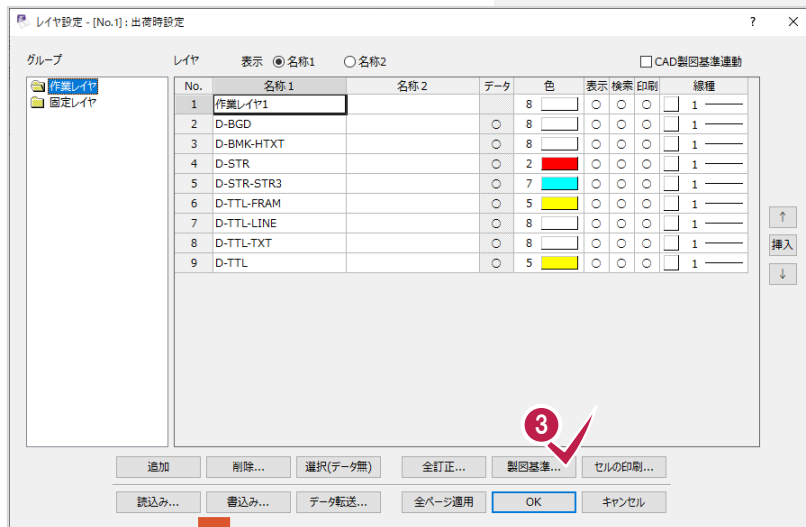 レイヤ設定 - [No.1] : 出荷時設定 ? ×
グループ レイヤ 表示 名称1 名称2 CAD製図基準連動
作業レイヤ
固定レイヤ
No. 名称1 名称2 データ 色 表示 検索 印刷 線種
1 作業レイヤ1 8 ○ ○ ○ 1
2 D-BGD ○ 8 ○ ○ ○ 1
3 D-BMK-HTXT ○ 8 ○ ○ ○ 1
4 D-STR ○ 2 ○ ○ ○ 1
5 D-STR-STR3 ○ 7 ○ ○ ○ 1
6 D-TTL-FRAM ○ 5 ○ ○ ○ 1
7 D-TTL-LINE ○ 8 ○ ○ ○ 1
8 D-TTL-TXT ○ 8 ○ ○ ○ 1
9 D-TTL ○ 5 ○ ○ ○ 1
↑
挿入
↓
3
追加 削除... 選択(データ無) 全訂正... 製図基準... セルの印刷...
読込み... 書込み... データ転送... 全ページ適用 OK キャンセル